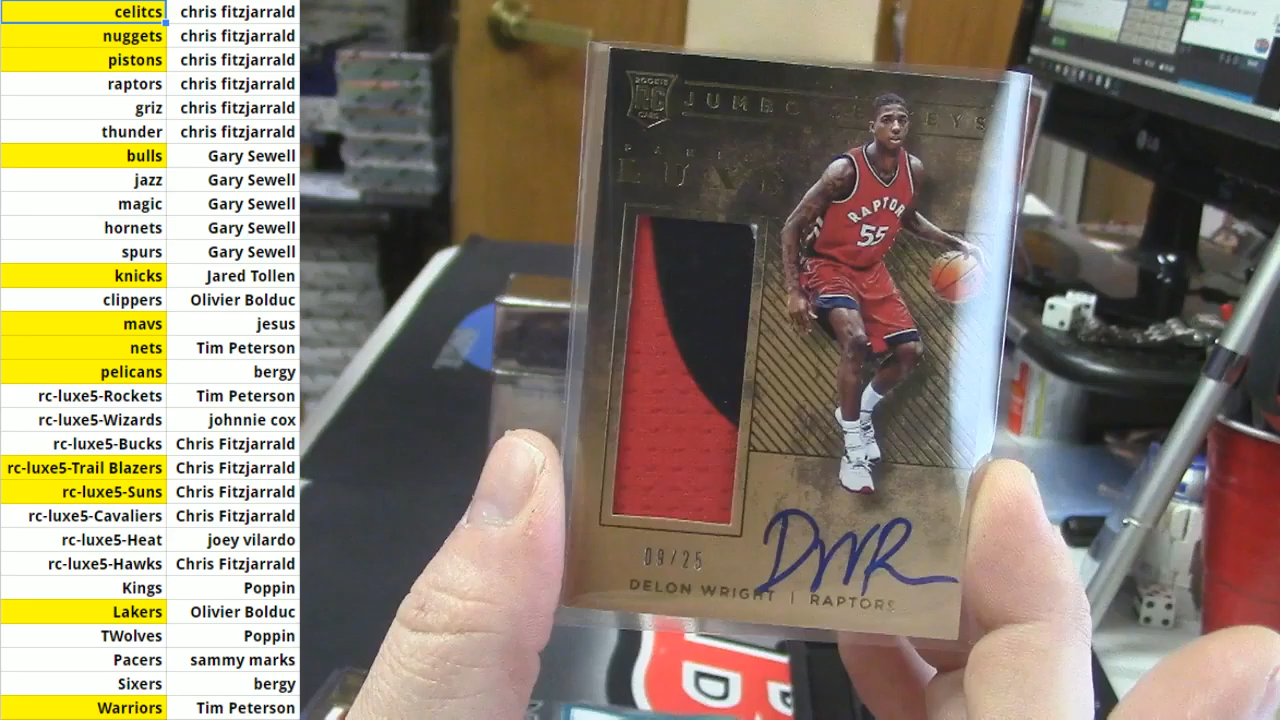 celitcs chris fitzjarrald
nuggets chris fitzjarrald
pistons chris fitzjarrald
raptors chris fitzjarrald
griz chris fitzjarrald
thunder chris fitzjarrald
bulls Gary Sewell
jazz Gary Sewell
magic Gary Sewell
hornets Gary Sewell
spurs Gary Sewell
knicks Jared Tollen
clippers Olivier Bolduc
mavs jesus
nets Tim Peterson
pelicans bergy
rc-luxe5-Rockets Tim Peterson
rc-luxe5-Wizards johnnie cox
rc-luxe5-Bucks Chris Fitzjarrald
rc-luxe5-Trail Blazers Chris Fitzjarrald
rc-luxe5-Suns Chris Fitzjarrald
rc-luxe5-Cavaliers Chris Fitzjarrald
rc-luxe5-Heat joey vilardo
rc-luxe5-Hawks Chris Fitzjarrald
Kings Poppin
Lakers Olivier Bolduc
TWolves Poppin
Pacers sammy marks
Sixers bergy
Warriors Tim Peterson
ROOKIE
RC
CARD
JUMBO JERSEYS
PANINI
LUXE
RAPTOR
55
09/25
DELON WRIGHT | RAPTORS